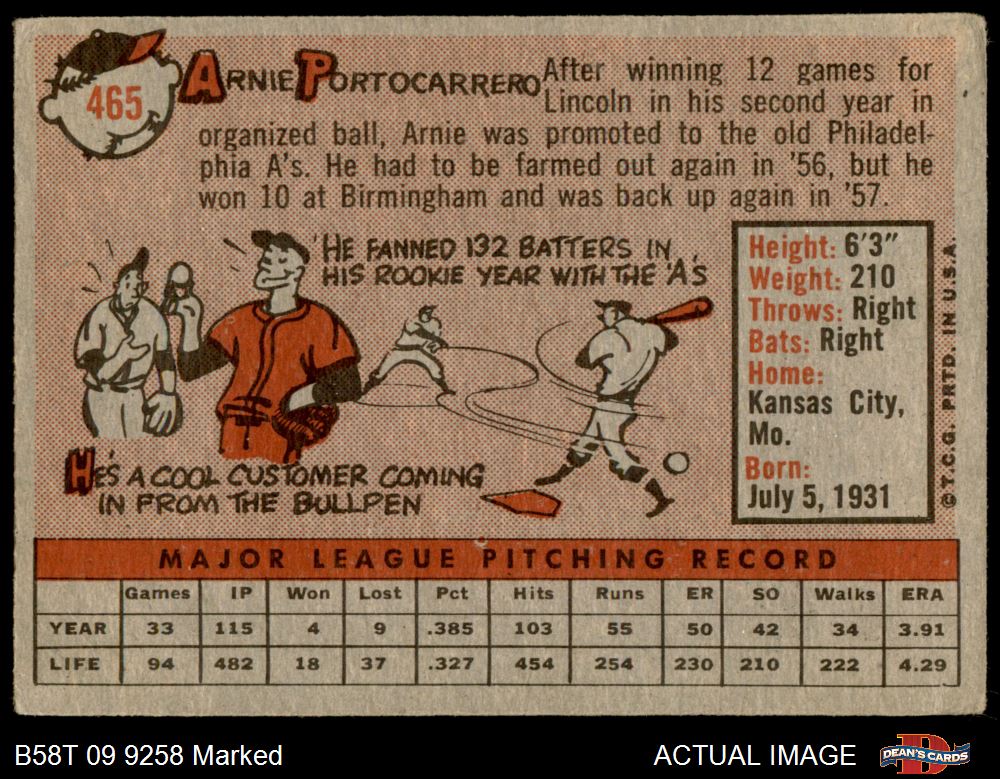 465
ARNIE PORTOCARRERO
After winning 12 games for
Lincoln in his second year in
organized ball, Arnie was promoted to the old Philadel-
phia A's. He had to be farmed out again in '56, but he
won 10 at Birmingham and was back up again in '57.
HE FANNED 132 BATTERS IN
HIS ROOKIE YEAR WITH THE 'A's
HE'S A COOL CUSTOMER COMING
IN FROM THE BULLPEN
Height: 6'3"
Weight: 210
Throws: Right
Bats: Right
Home:
Kansas City,
Mo.
Born:
July 5, 1931
©T.C.G. PRTD. IN U.S.A.
MAJOR LEAGUE PITCHING RECORD
Games IP Won Lost Pct Hits Runs ER SO Walks ERA
YEAR 33 115 4 9 .385 103 55 50 42 34 3.91
LIFE 94 482 18 37 .327 454 254 230 210 222 4.29
B58T 09 9258 Marked
ACTUAL IMAGE
D
DEAN'S CARDS